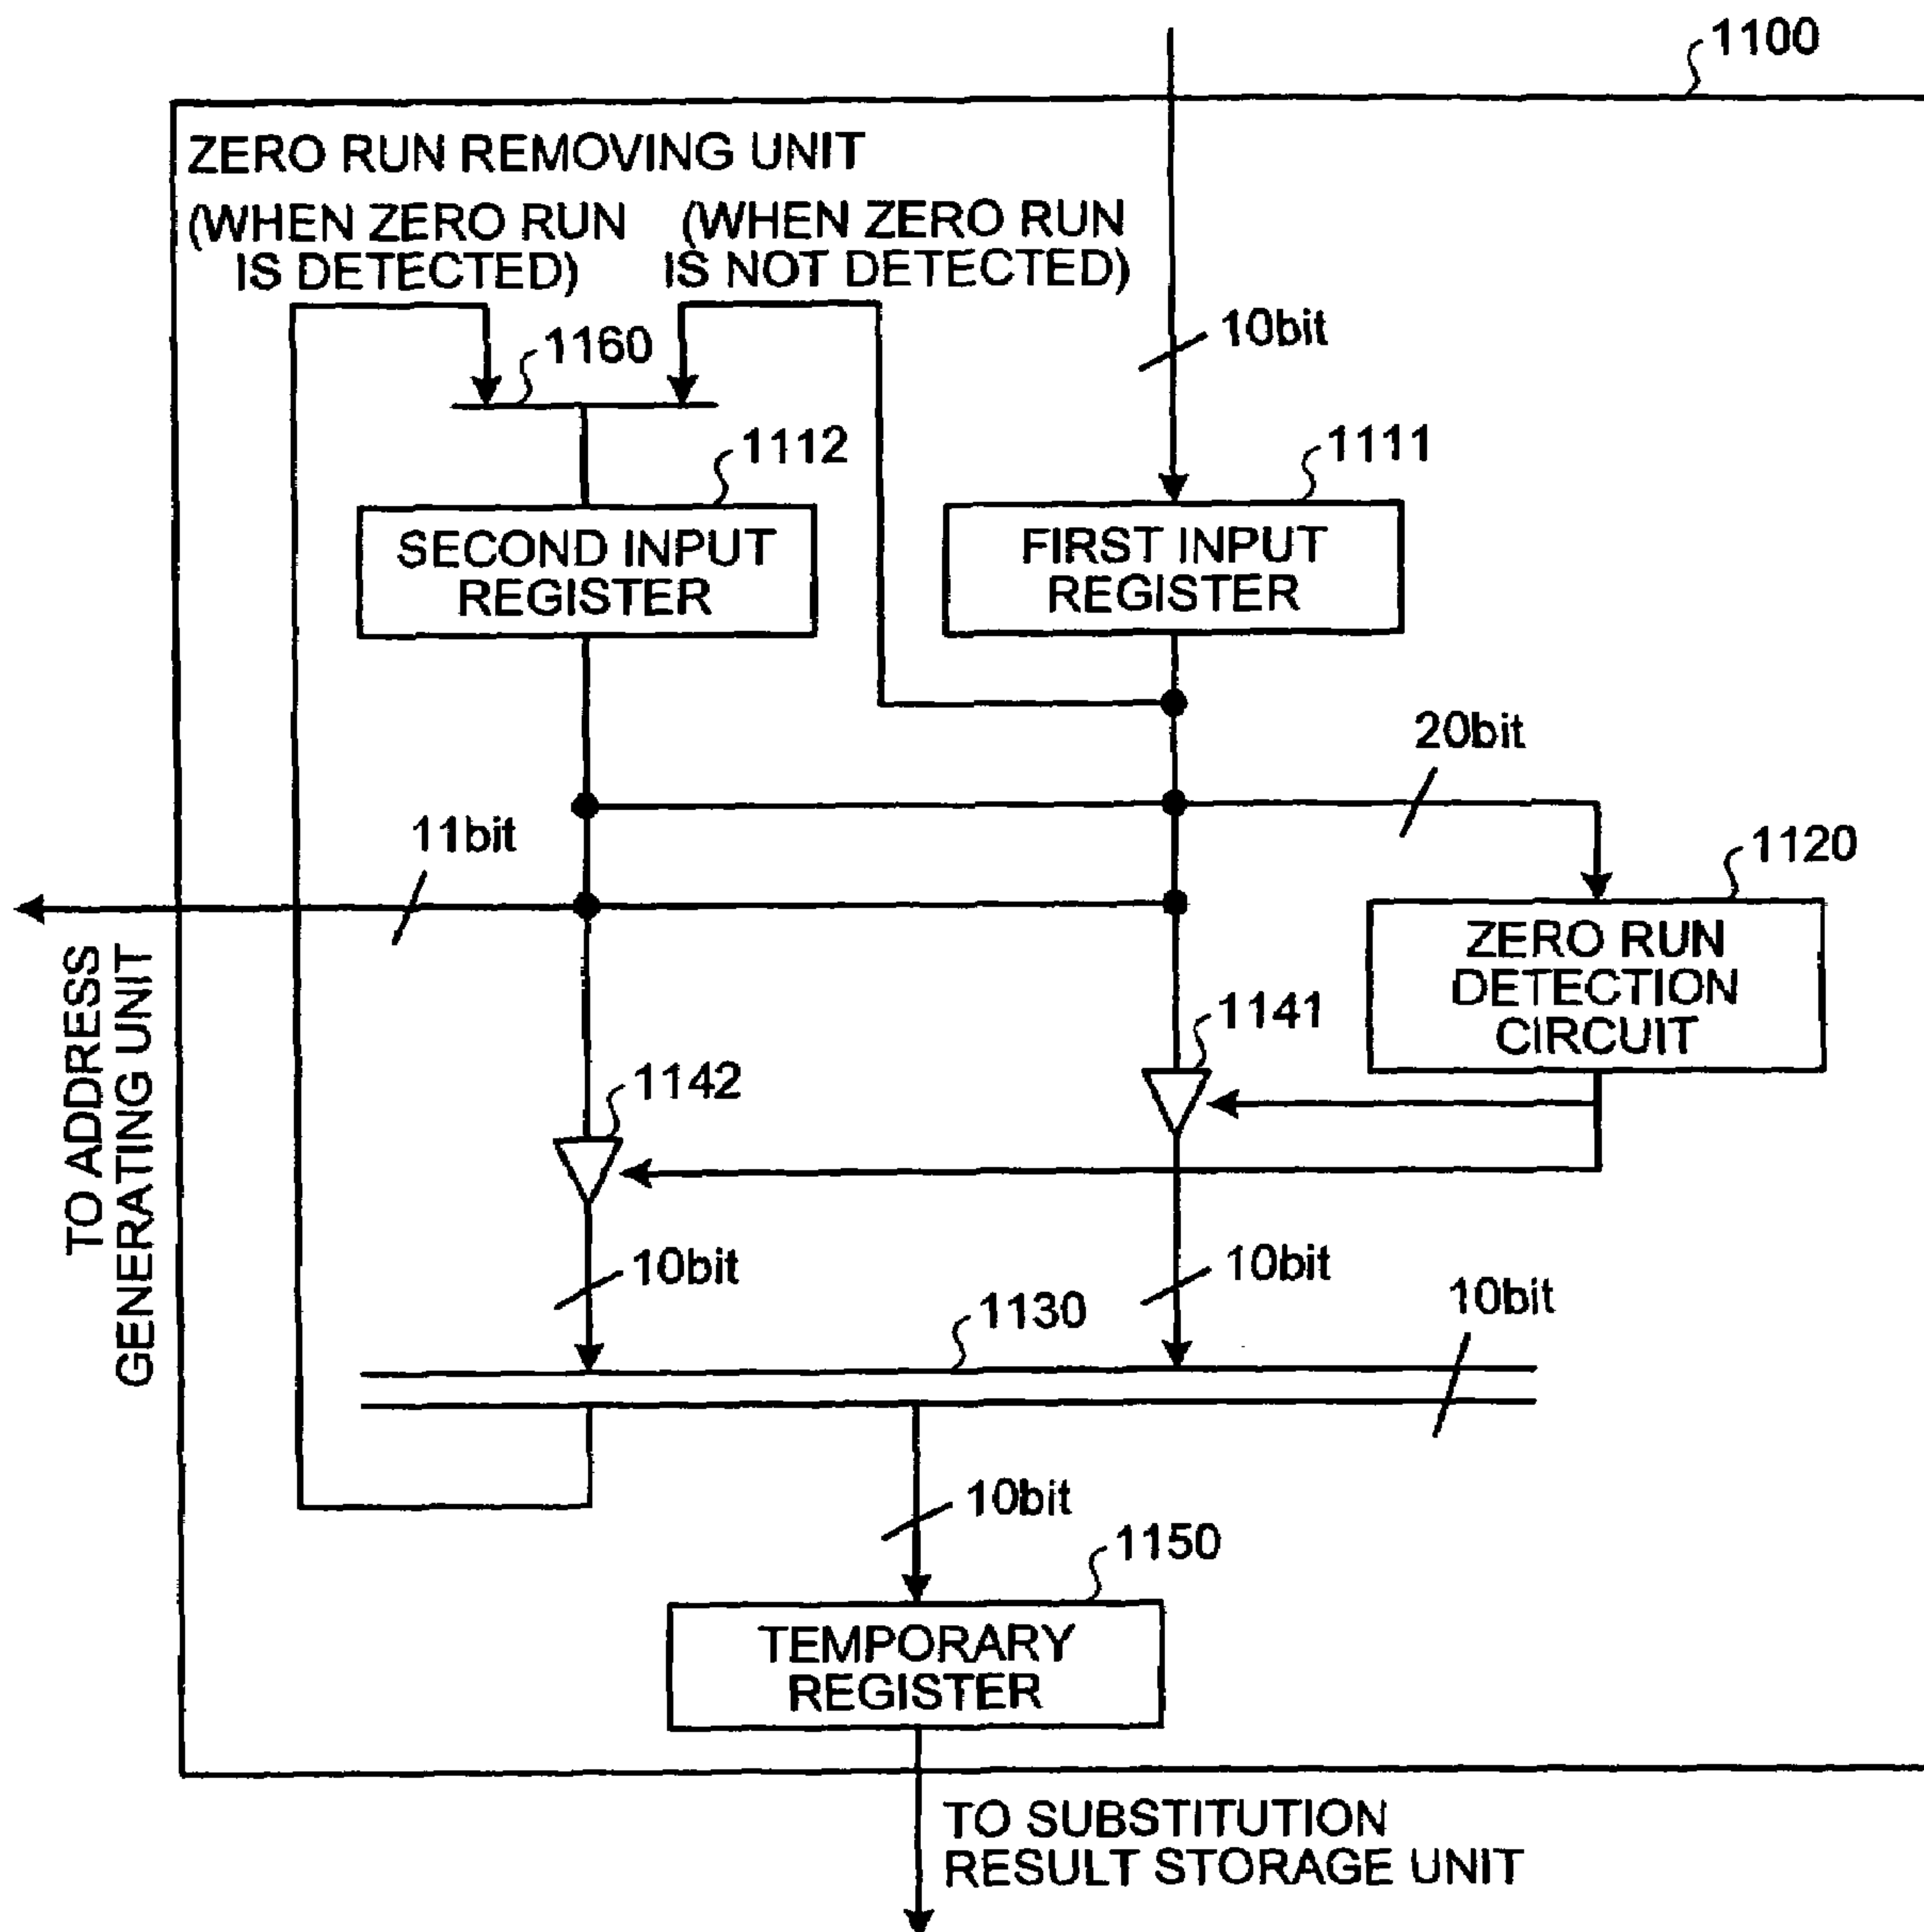 1100
ZERO RUN REMOVING UNIT
(WHEN ZERO RUN
IS DETECTED)
(WHEN ZERO RUN
IS NOT DETECTED)
10bit
1160
1112
1111
SECOND INPUT
REGISTER
FIRST INPUT
REGISTER
20bit
11bit
1120
ZERO RUN
DETECTION
CIRCUIT
TO ADDRESS
GENERATING UNIT
1141
1142
10bit
10bit
10bit
1130
10bit
1150
TEMPORARY
REGISTER
TO SUBSTITUTION
RESULT STORAGE UNIT